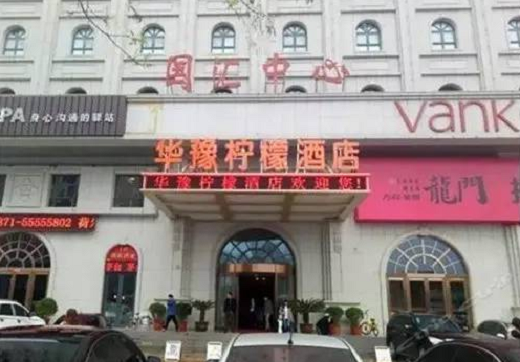 国汇中心
PA 身心沟通的驿站
vank
华豫柠檬酒店
华豫柠檬酒店欢迎您!
龍門
371-55555802